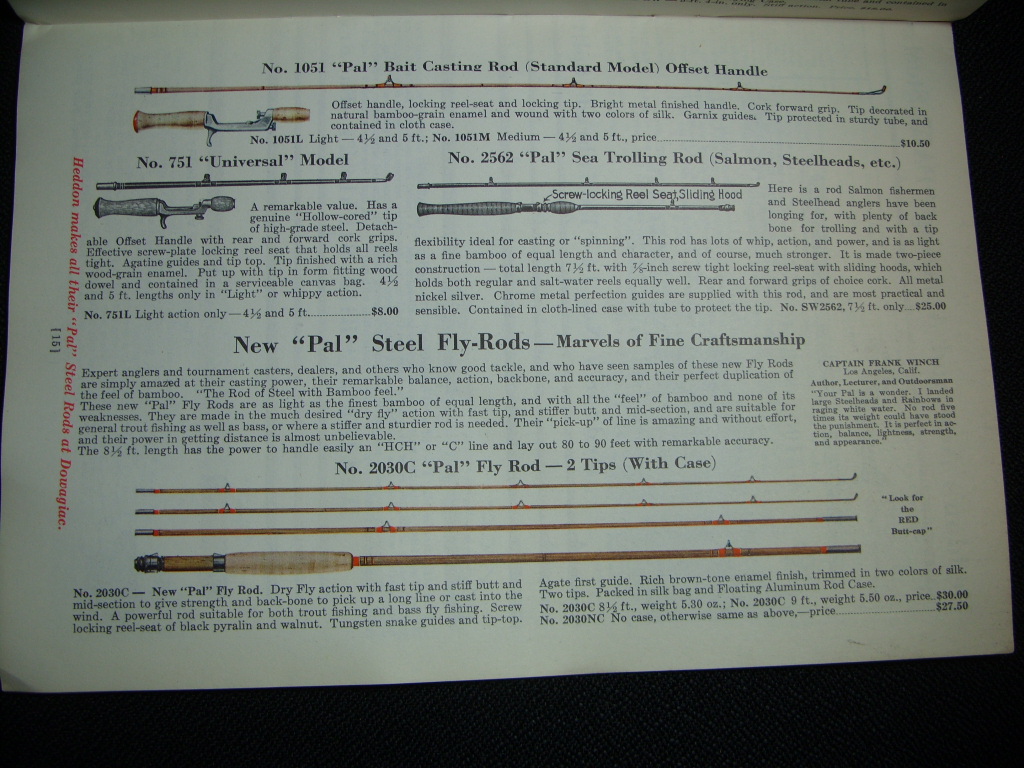 No. 1051 "Pal" Bait Casting Rod (Standard Model) Offset Handle
Offset handle, locking reel-seat and locking tip. Bright metal finished handle. Cork forward grip. Tip decorated in
natural bamboo-grain enamel and wound with two colors of silk. Garnix guides. Tip protected in sturdy tube, and
contained in cloth case.
No. 1051L Light — 4½ and 5 ft.; No. 1051M Medium — 4½ and 5 ft., price $10.50
No. 751 "Universal" Model
A remarkable value. Has a
genuine "Hollow-cored" tip
of high-grade steel. Detach-
able Offset Handle with rear and forward cork grips.
Effective screw-plate locking reel seat that holds all reels
tight. Agatine guides and tip top. Tip finished with a rich
wood-grain enamel. Put up with tip in form fitting wood
dowel and contained in a serviceable canvas bag. 4½
and 5 ft. lengths only in "Light" or whippy action.
No. 751L Light action only — 4½ and 5 ft. $8.00
No. 2562 "Pal" Sea Trolling Rod (Salmon, Steelheads, etc.)
Screw-locking Reel Seat, Sliding Hood
Here is a rod Salmon fishermen
and Steelhead anglers have been
longing for, with plenty of back
bone for trolling and with a tip
flexibility ideal for casting or "spinning". This rod has lots of whip, action, and power, and is as light
as a fine bamboo of equal length and character, and of course, much stronger. It is made two-piece
construction — total length 7½ ft. with ⅞-inch screw tight locking reel-seat with sliding hoods, which
holds both regular and salt-water reels equally well. Rear and forward grips of choice cork. All metal
nickel silver. Chrome metal perfection guides are supplied with this rod, and are most practical and
sensible. Contained in cloth-lined case with tube to protect the tip. No. SW2562, 7½ ft. only $25.00
New "Pal" Steel Fly-Rods — Marvels of Fine Craftsmanship
Expert anglers and tournament casters, dealers, and others who know good tackle, and who have seen samples of these new Fly Rods
are simply amazed at their casting power, their remarkable balance, action, backbone, and accuracy, and their perfect duplication of
the feel of bamboo. "The Rod of Steel with Bamboo feel."
These new "Pal" Fly Rods are as light as the finest bamboo of equal length, and with all the "feel" of bamboo and none of its
weaknesses. They are made in the much desired "dry fly" action with fast tip, and stiffer butt and mid-section, and are suitable for
general trout fishing as well as bass, or where a stiffer and sturdier rod is needed. Their "pick-up" of line is amazing and without effort,
and their power in getting distance is almost unbelievable.
The 8½ ft. length has the power to handle easily an "HCH" or "C" line and lay out 80 to 90 feet with remarkable accuracy.
CAPTAIN FRANK WINCH
Los Angeles, Calif.
Author, Lecturer, and Outdoorsman
"Your Pal is a wonder. I landed
large Steelheads and Rainbows in
raging white water. No rod five
times its weight could have stood
the punishment. It is perfect in ac-
tion, balance, lightness, strength,
and appearance."
No. 2030C "Pal" Fly Rod — 2 Tips (With Case)
"Look for
the
RED
Butt-cap"
No. 2030C — New "Pal" Fly Rod. Dry Fly action with fast tip and stiff butt and
mid-section to give strength and back-bone to pick up a long line or cast into the
wind. A powerful rod suitable for both trout fishing and bass fly fishing. Screw
locking reel-seat of black pyralin and walnut. Tungsten snake guides and tip-top.
Agate first guide. Rich brown-tone enamel finish, trimmed in two colors of silk.
Two tips. Packed in silk bag and Floating Aluminum Rod Case.
No. 2030C 8½ ft., weight 5.30 oz.; No. 2030C 9 ft., weight 5.50 oz., price $30.00
No. 2030NC No case, otherwise same as above,—price $27.50
Heddon makes all their "Pal" Steel Rods at Dowagiac.
[15]